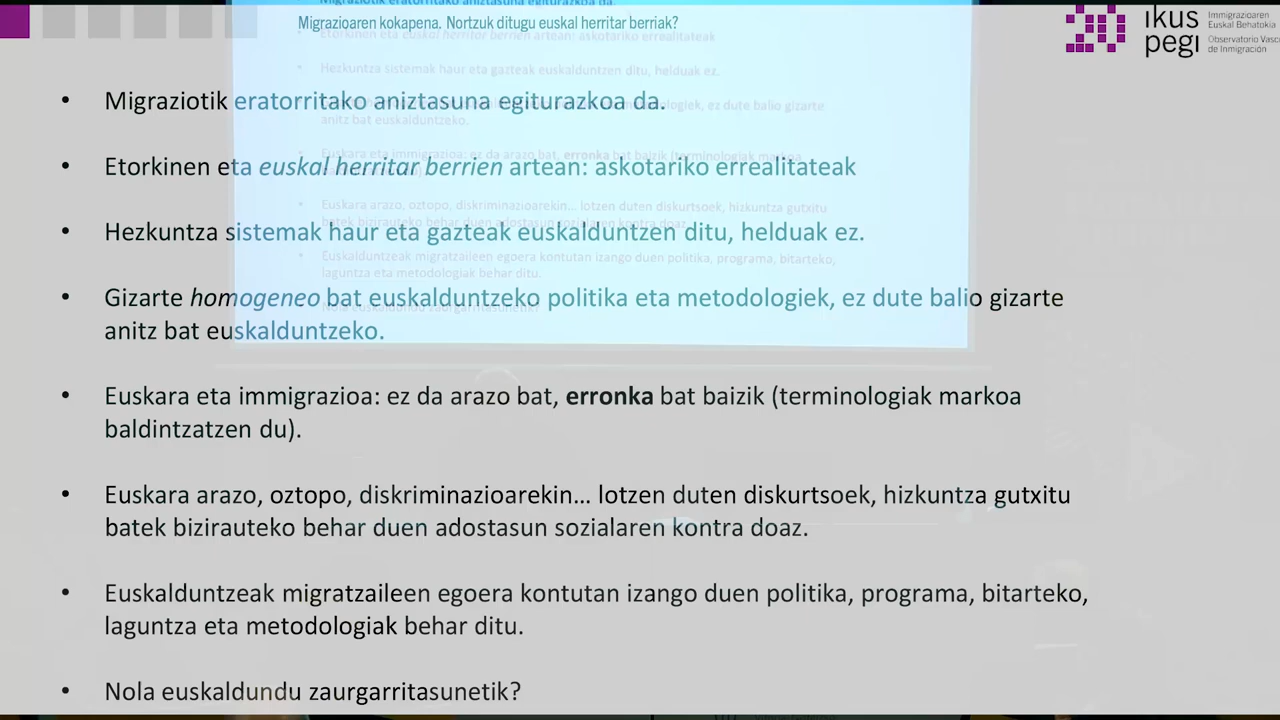 Migrazioaren kokapena. Nortzuk ditugu euskal herritar berriak?
ikus
pegi
Immigrazioaren
Euskal Behatokia
Observatorio Vasco
de Inmigración
• Migraziotik eratorritako aniztasuna egiturazkoa da.
• Etorkinen eta euskal herritar berrien artean: askotariko errealitateak
• Hezkuntza sistemak haur eta gazteak euskalduntzen ditu, helduak ez.
• Gizarte homogeneo bat euskalduntzeko politika eta metodologiek, ez dute balio gizarte
anitz bat euskalduntzeko.
• Euskara eta immigrazioa: ez da arazo bat, erronka bat baizik (terminologiak markoa
baldintzatzen du).
• Euskara arazo, oztopo, diskriminazioarekin... lotzen duten diskurtsoek, hizkuntza gutxitu
batek bizirauteko behar duen adostasun sozialaren kontra doaz.
• Euskalduntzeak migratzaileen egoera kontutan izango duen politika, programa, bitarteko,
laguntza eta metodologiak behar ditu.
• Nola euskaldundu zaurgarritasunetik?